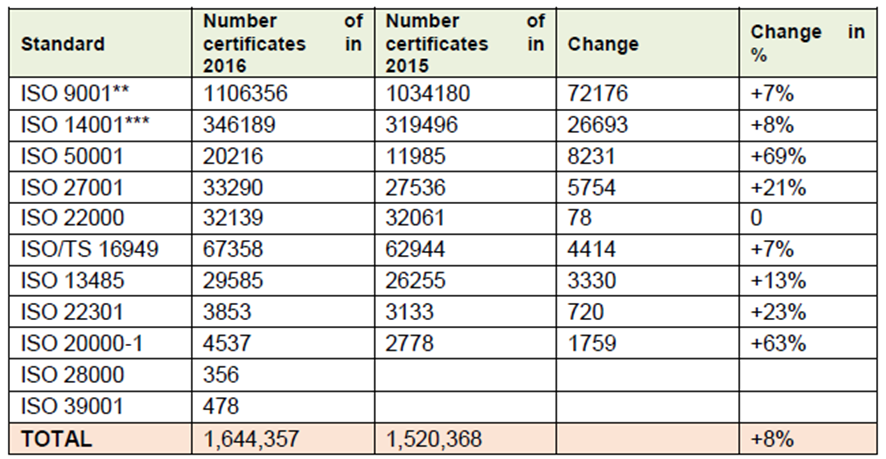 Standard Number of certificates in 2016 Number of certificates in 2015 Change Change in %
ISO 9001** 1106356 1034180 72176 +7%
ISO 14001*** 346189 319496 26693 +8%
ISO 50001 20216 11985 8231 +69%
ISO 27001 33290 27536 5754 +21%
ISO 22000 32139 32061 78 0
ISO/TS 16949 67358 62944 4414 +7%
ISO 13485 29585 26255 3330 +13%
ISO 22301 3853 3133 720 +23%
ISO 20000-1 4537 2778 1759 +63%
ISO 28000 356
ISO 39001 478
TOTAL 1,644,357 1,520,368 +8%